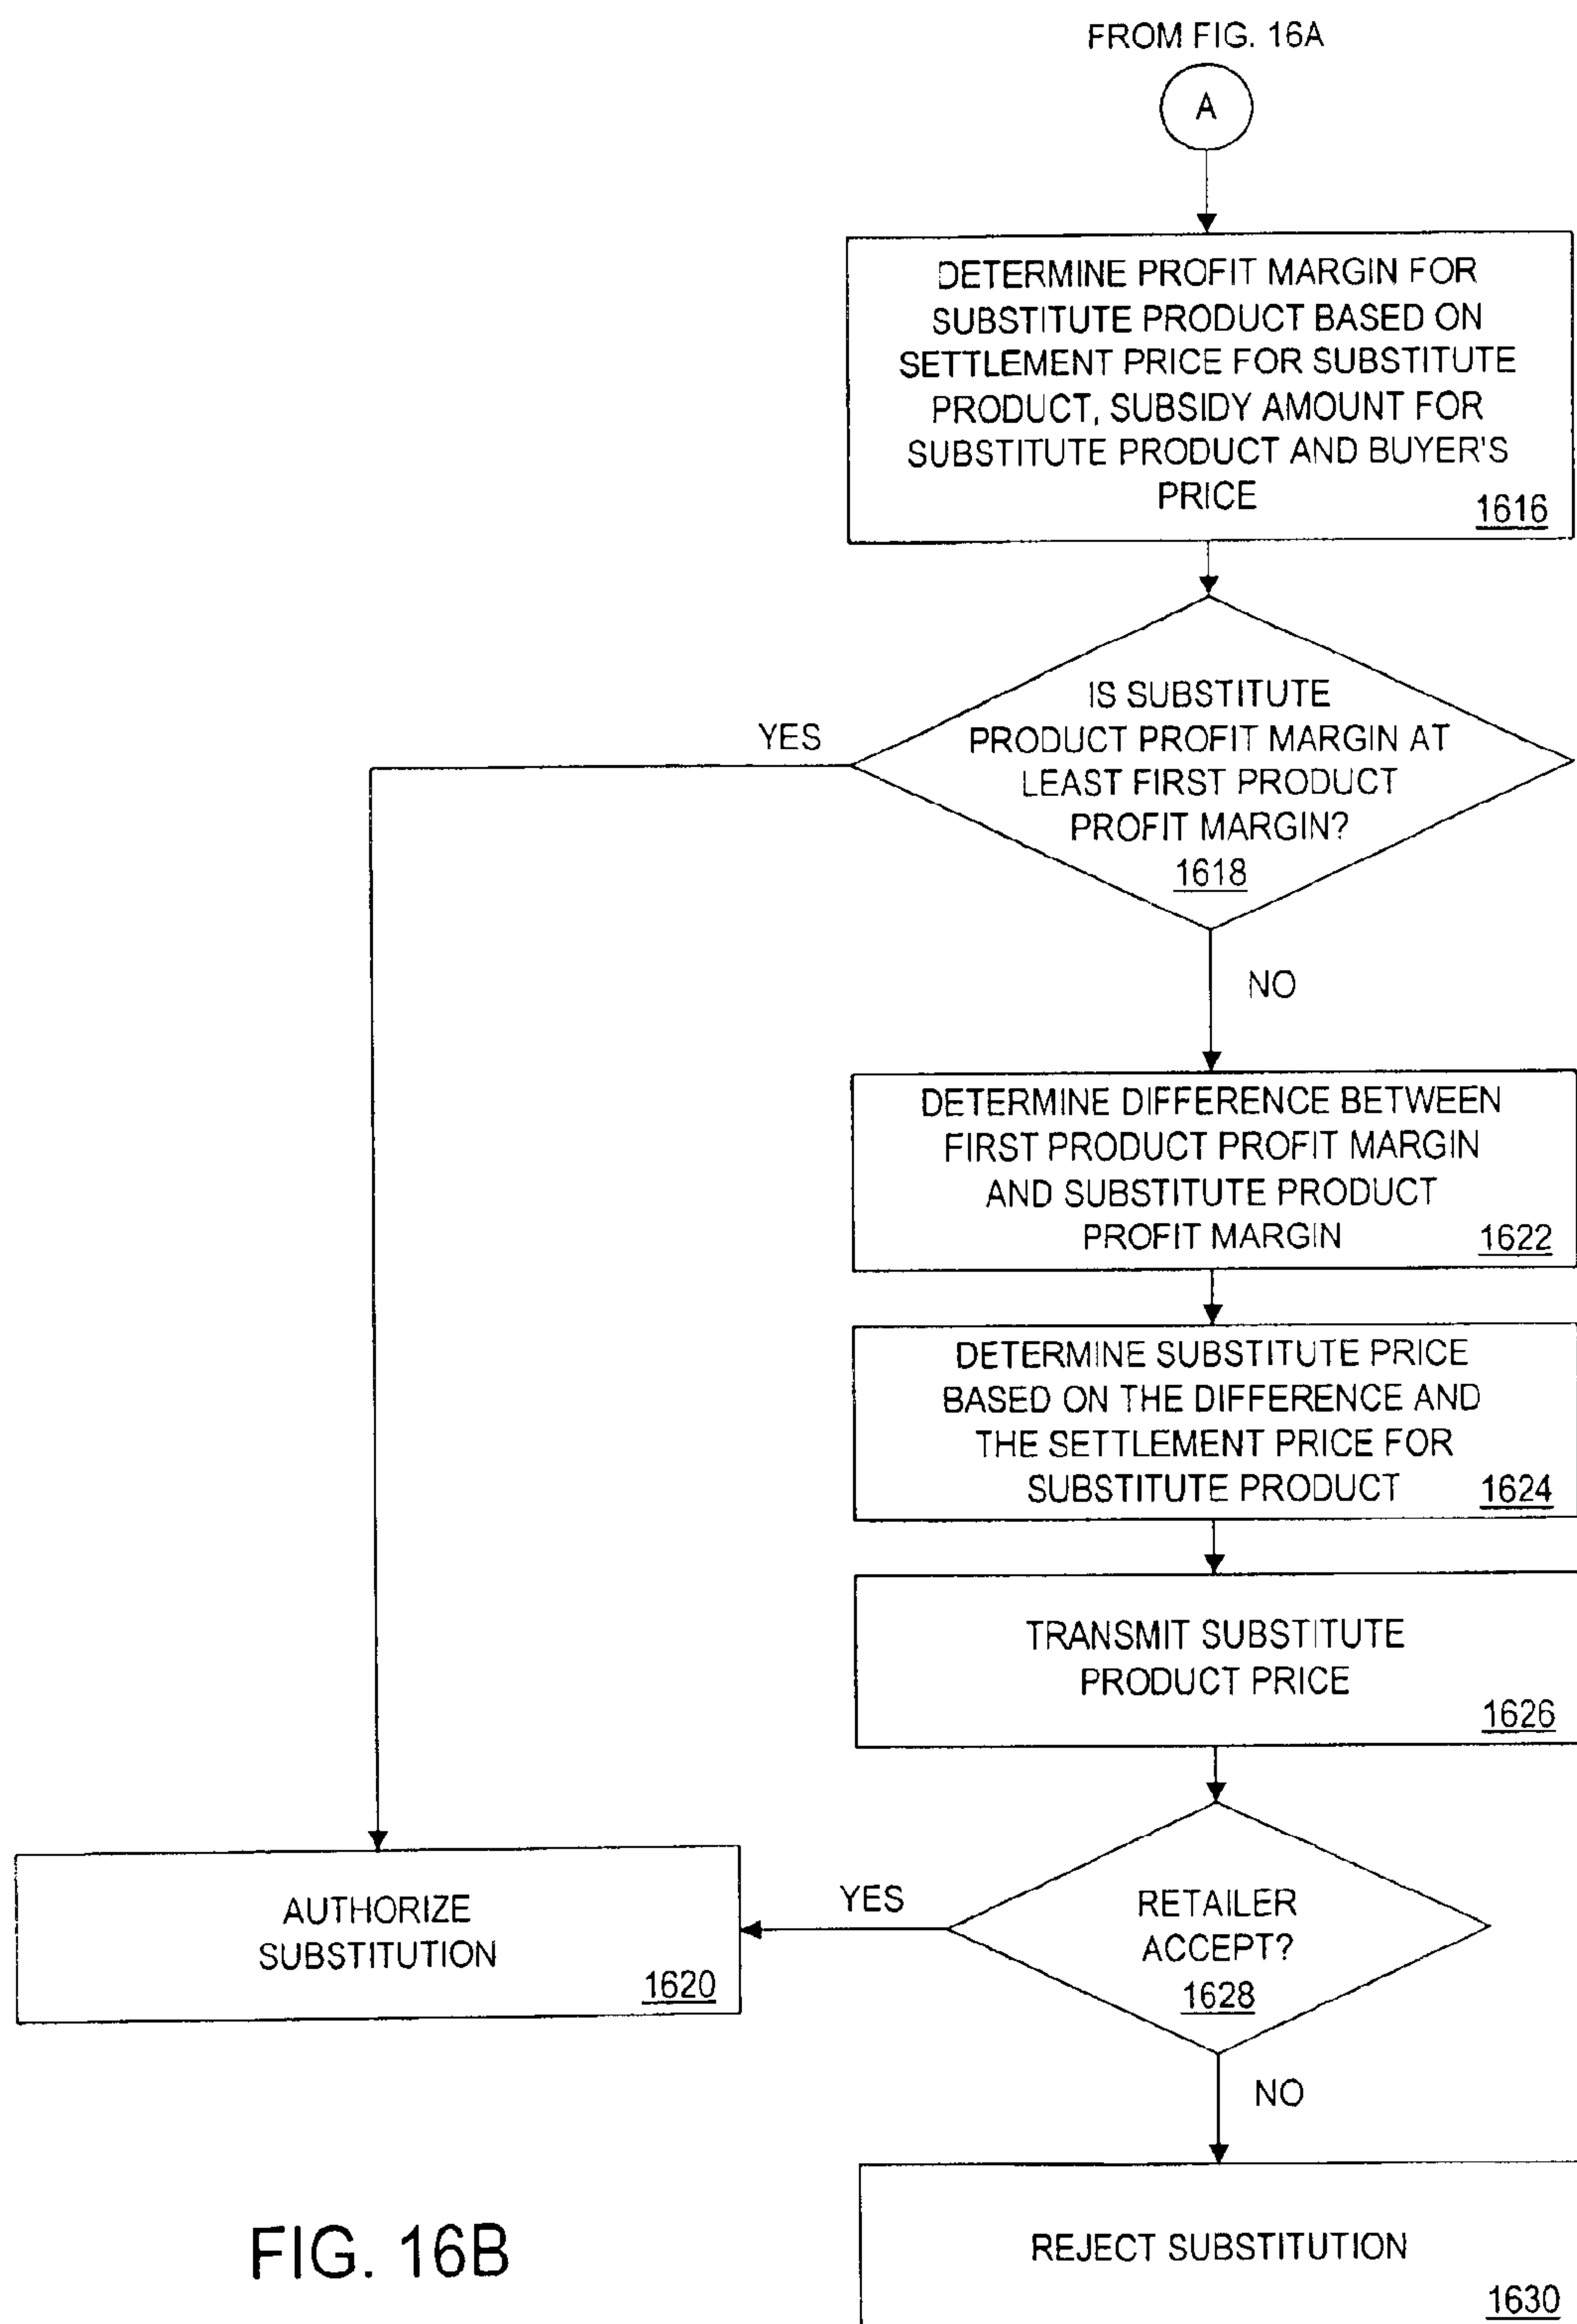 FROM FIG. 16A
A
DETERMINE PROFIT MARGIN FOR
SUBSTITUTE PRODUCT BASED ON
SETTLEMENT PRICE FOR SUBSTITUTE
PRODUCT, SUBSIDY AMOUNT FOR
SUBSTITUTE PRODUCT AND BUYER'S
PRICE
1616
IS SUBSTITUTE
PRODUCT PROFIT MARGIN AT
LEAST FIRST PRODUCT
PROFIT MARGIN?
1618
YES
NO
DETERMINE DIFFERENCE BETWEEN
FIRST PRODUCT PROFIT MARGIN
AND SUBSTITUTE PRODUCT
PROFIT MARGIN
1622
DETERMINE SUBSTITUTE PRICE
BASED ON THE DIFFERENCE AND
THE SETTLEMENT PRICE FOR
SUBSTITUTE PRODUCT
1624
TRANSMIT SUBSTITUTE
PRODUCT PRICE
1626
RETAILER
ACCEPT?
1628
YES
AUTHORIZE
SUBSTITUTION
1620
NO
REJECT SUBSTITUTION
1630
FIG. 16B